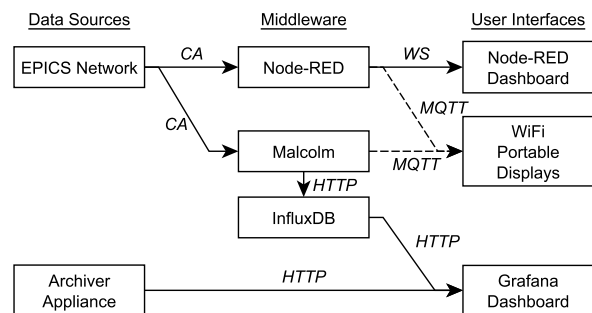 Data Sources
Middleware
User Interfaces
EPICS Network
CA
Node-RED
WS
Node-RED
Dashboard
CA
MQTT
Malcolm
MQTT
WiFi
Portable
Displays
HTTP
InfluxDB
HTTP
Archiver
Appliance
HTTP
Grafana
Dashboard